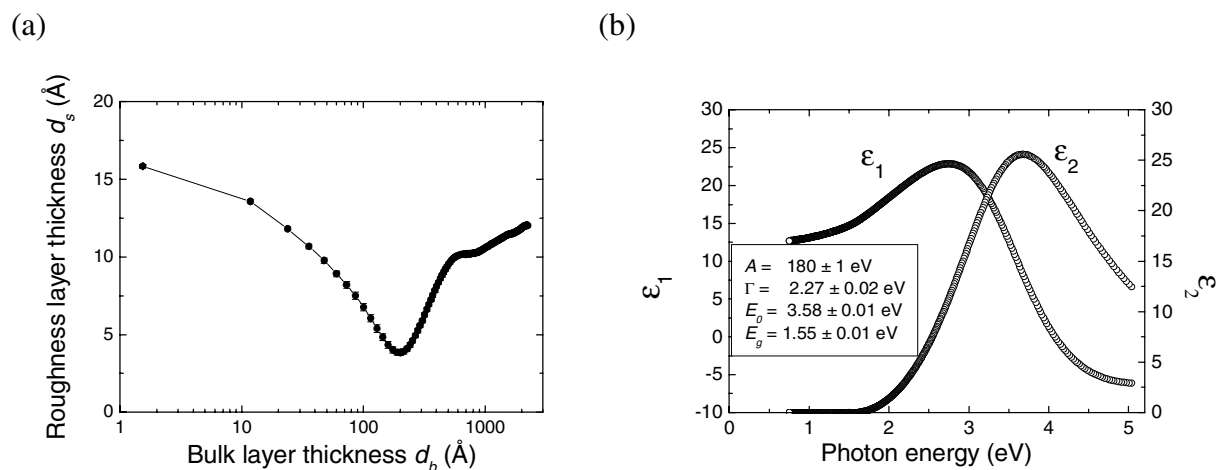 (a)
(b)
Roughness layer thickness d_s (Å)
20
15
10
5
0
1
10
100
1000
Bulk layer thickness d_b (Å)
ε_1
30
25
20
15
10
5
0
-5
-10
ε_1
ε_2
A = 180 ± 1 eV
Γ = 2.27 ± 0.02 eV
E_0 = 3.58 ± 0.01 eV
E_g = 1.55 ± 0.01 eV
30
25
20
15
10
5
0
ε_2
0
1
2
3
4
5
Photon energy (eV)